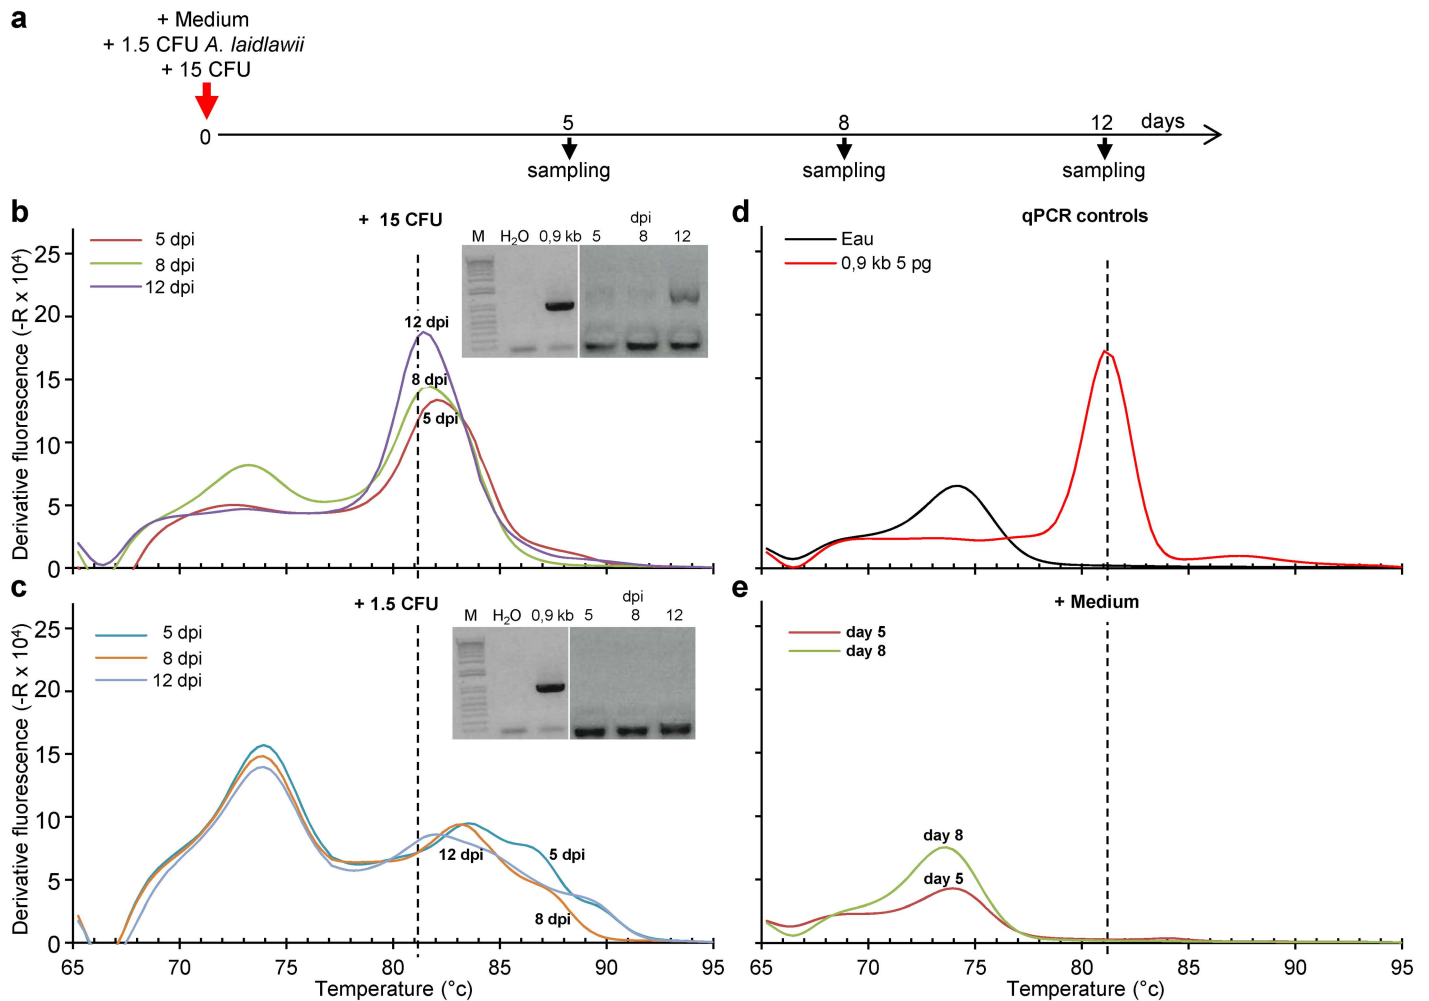 a
+ Medium
+ 1.5 CFU A. laidlawii
+ 15 CFU
0
5
8
12
days
sampling
sampling
sampling
b
+ 15 CFU
5 dpi
8 dpi
12 dpi
dpi
M H2O 0,9 kb 5 8 12
12 dpi
8 dpi
5 dpi
25
20
15
10
5
0
Derivative fluorescence (-R x 10⁴)
d
qPCR controls
Eau
0,9 kb 5 pg
c
+ 1.5 CFU
5 dpi
8 dpi
12 dpi
dpi
M H2O 0,9 kb 5 8 12
12 dpi
5 dpi
8 dpi
25
20
15
10
5
0
Derivative fluorescence (-R x 10⁴)
65 70 75 80 85 90 95
Temperature (°c)
e
+ Medium
day 5
day 8
day 8
day 5
65 70 75 80 85 90 95
Temperature (°c)